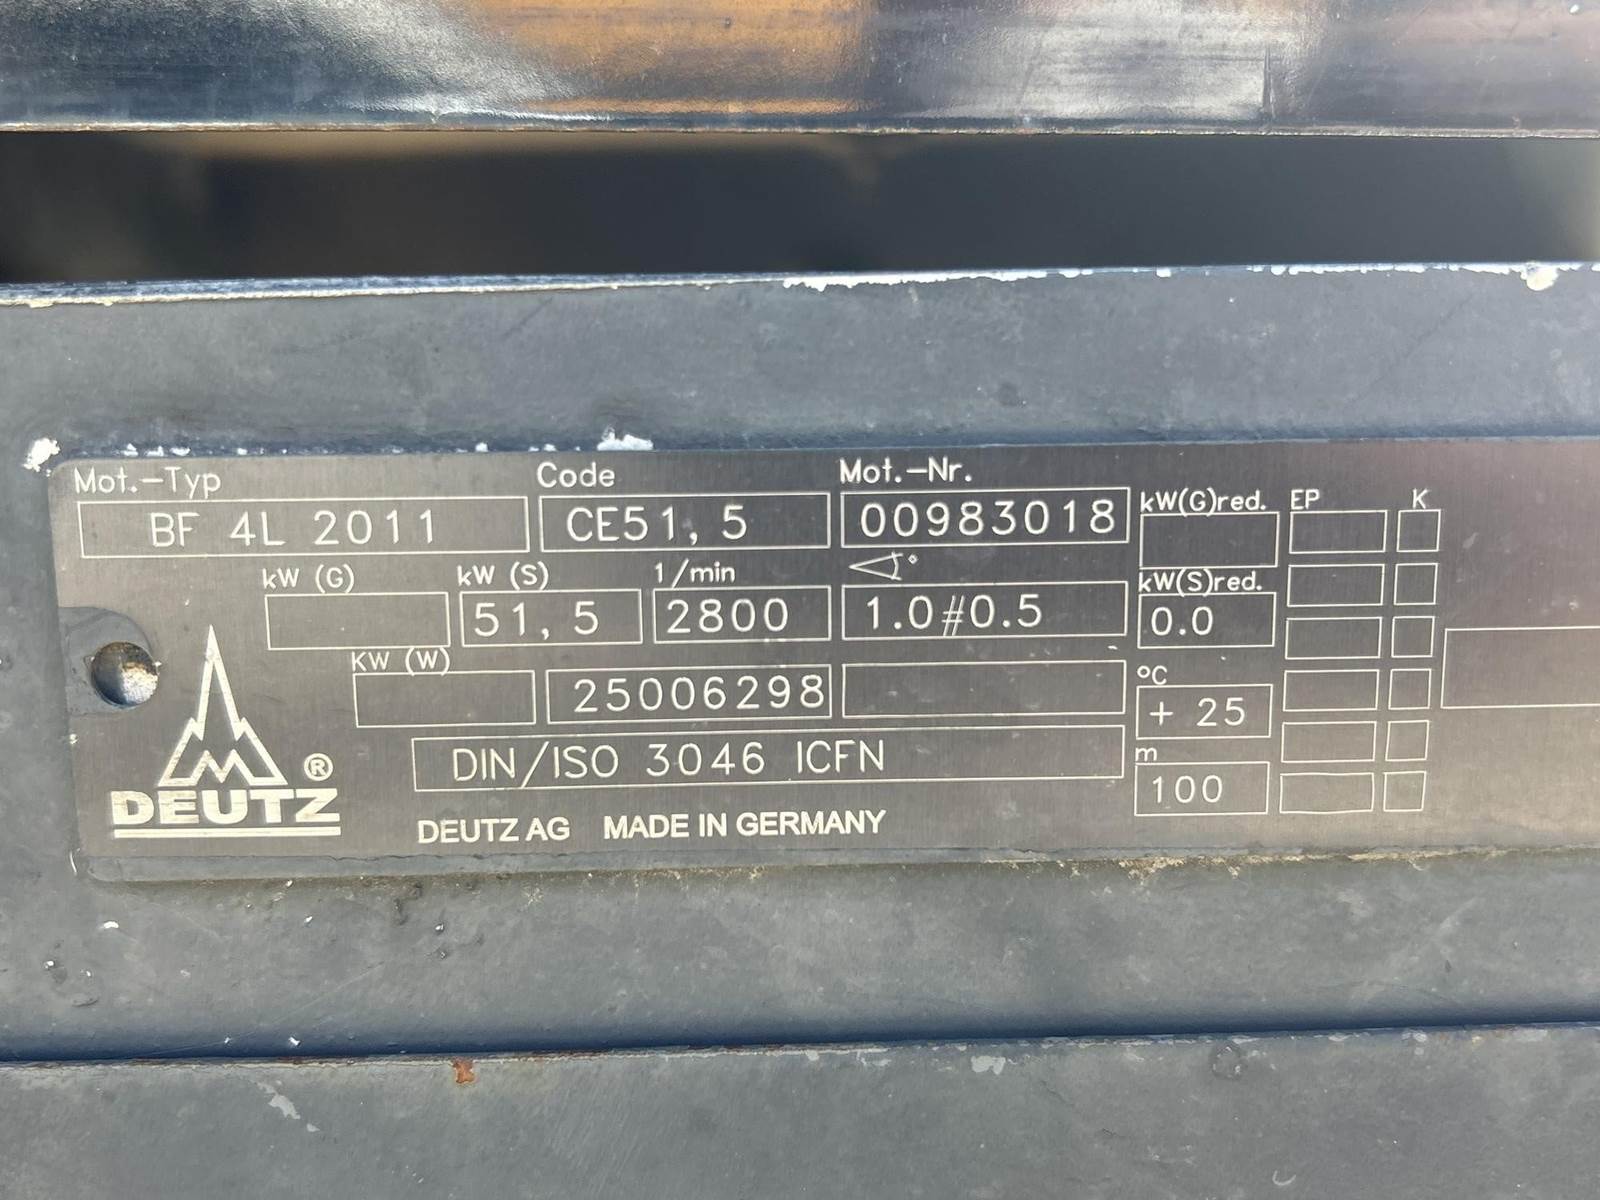 Mot.-Typ Code Mot.-Nr. kW(G)red. EP K
BF 4L 2011 CE51,5 00983018
kW (G) kW (S) 1/min ° kW(S)red.
51,5 2800 1.0#0.5 0.0
KW (W) °C
25006298 + 25
DIN/ISO 3046 ICFN m
100
DEUTZ®
DEUTZ AG MADE IN GERMANY